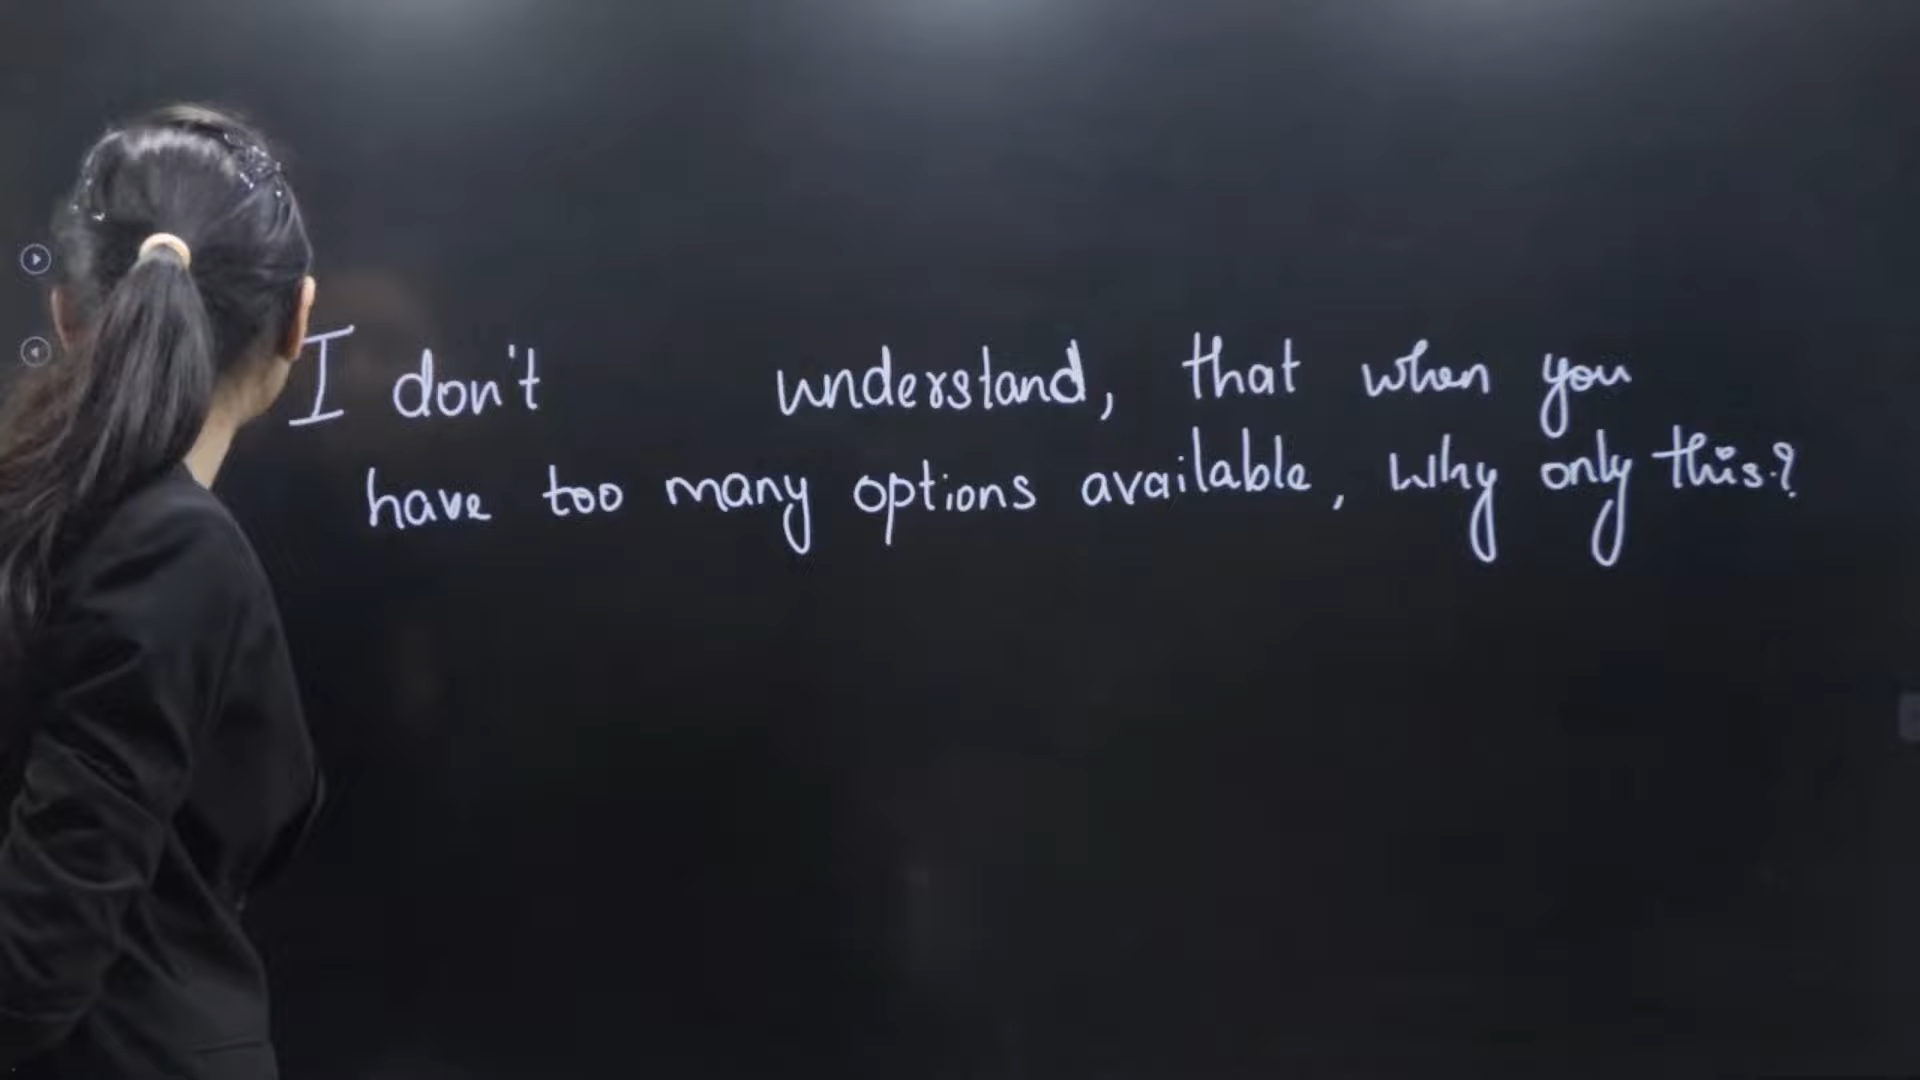 I don't understand, that when you
have too many options available, Why only this?